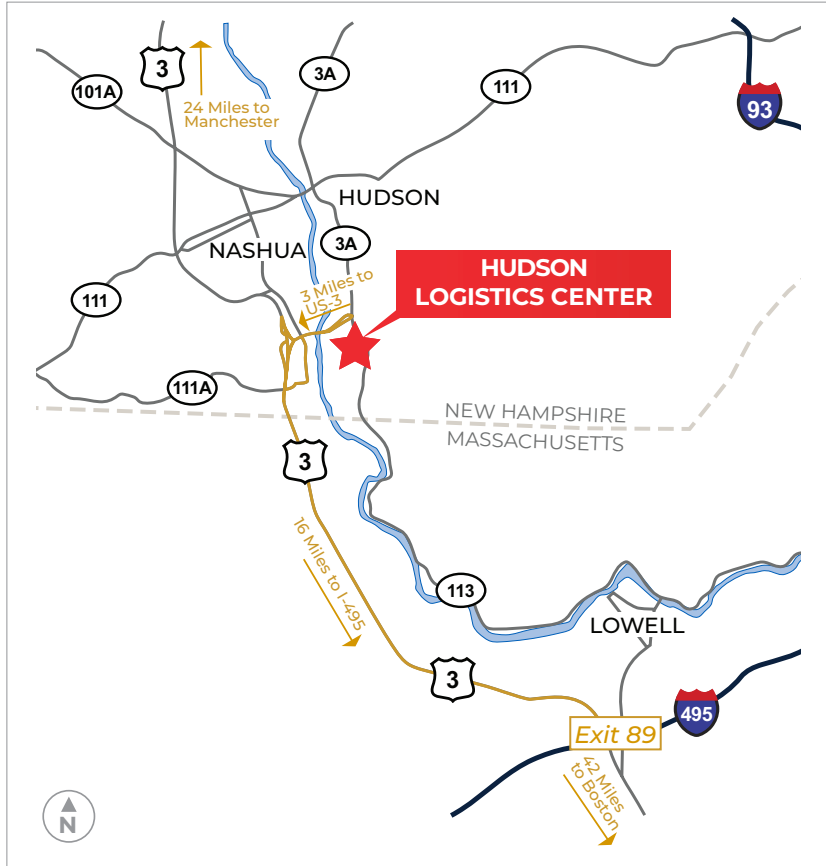 3
3A
101A
111
93
24 Miles to
Manchester
HUDSON
NASHUA
3A
HUDSON
LOGISTICS CENTER
3 Miles to
US-3
111
111A
NEW HAMPSHIRE
MASSACHUSETTS
3
16 Miles to I-495
113
LOWELL
3
495
Exit 89
42 Miles
to Boston
N